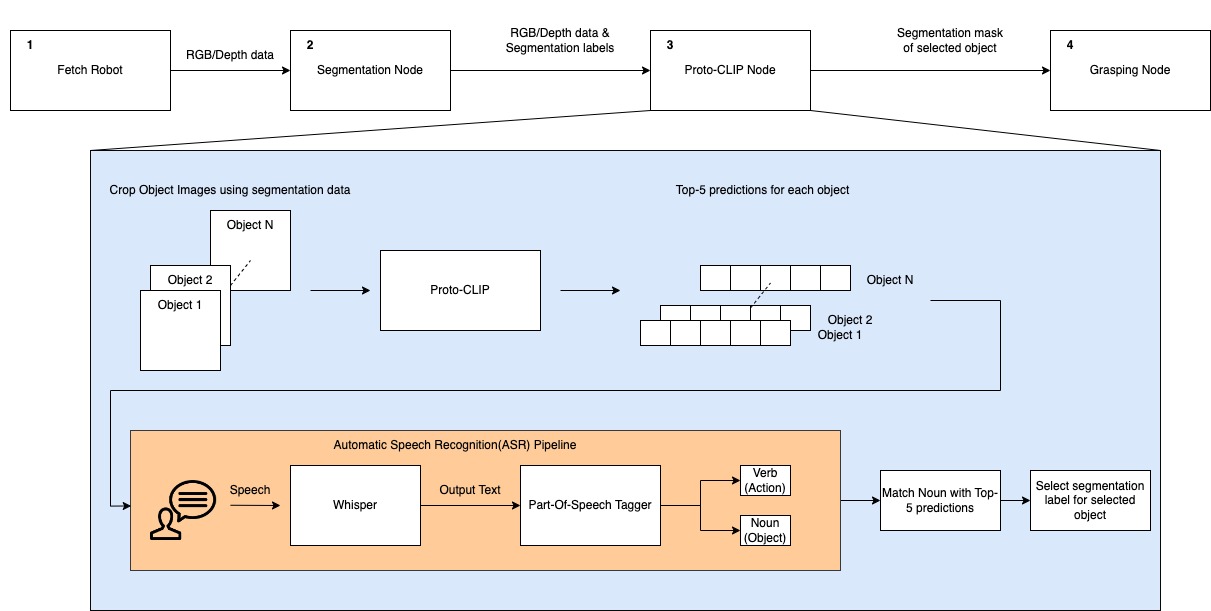 1
Fetch Robot
RGB/Depth data
2
Segmentation Node
RGB/Depth data &
Segmentation labels
3
Proto-CLIP Node
Segmentation mask
of selected object
4
Grasping Node
Crop Object Images using segmentation data
Object N
Object 2
Object 1
Proto-CLIP
Top-5 predictions for each object
Object N
Object 2
Object 1
Automatic Speech Recognition(ASR) Pipeline
Speech
Whisper
Output Text
Part-Of-Speech Tagger
Verb
(Action)
Noun
(Object)
Match Noun with Top-
5 predictions
Select segmentation
label for selected
object